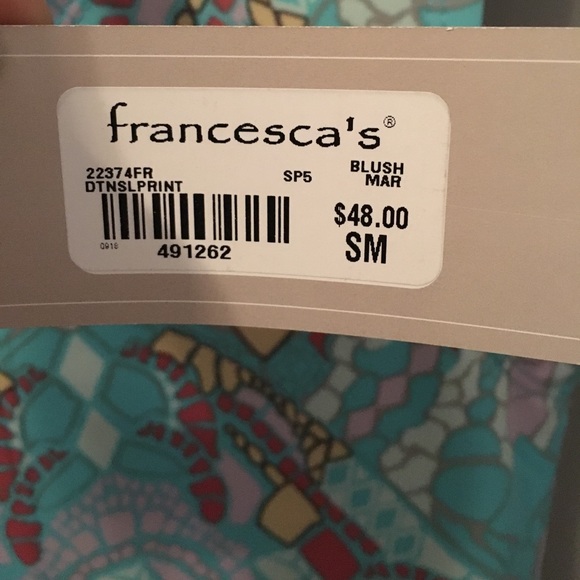 francesca's®
22374FR SP5 BLUSH
DTNSLPRINT MAR
$48.00
SM
0916
491262